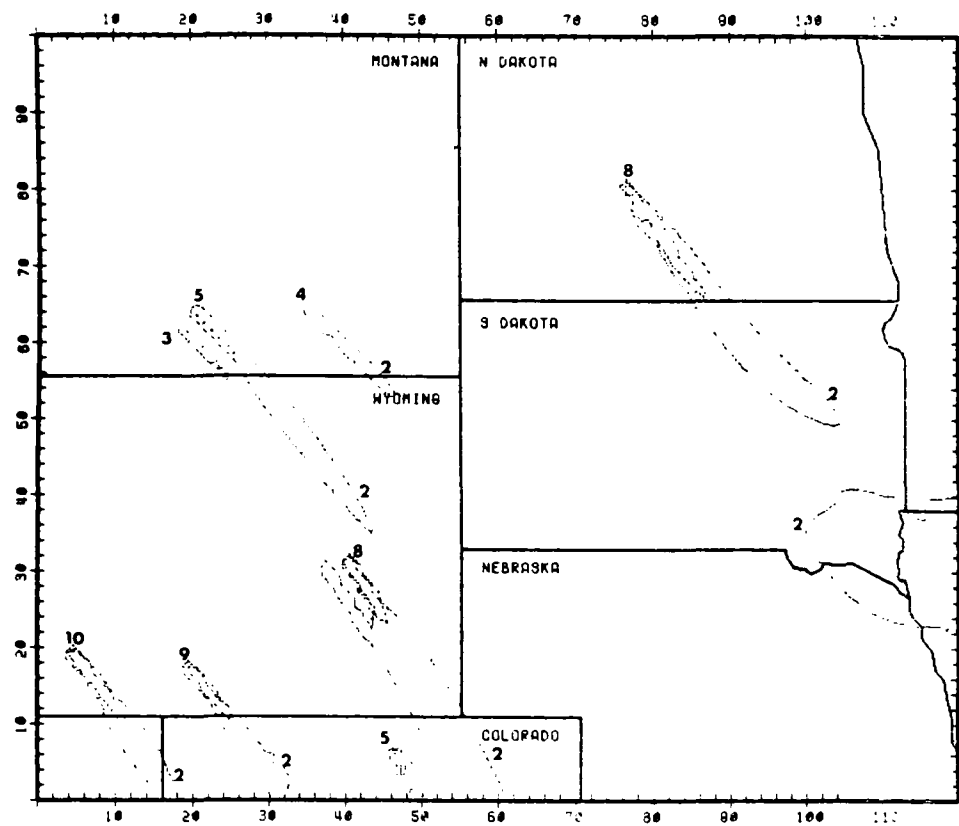 10 20 30 40 50 60 70 80 90 100
MONTANA N DAKOTA
90
80 8
70
5 4
60 3
2
S DAKOTA
WYOMING
2
50
40 2
2
30 8
NEBRASKA
20 10 9
10 5 COLORADO
2 2 2
10 20 30 40 50 60 80 90 100